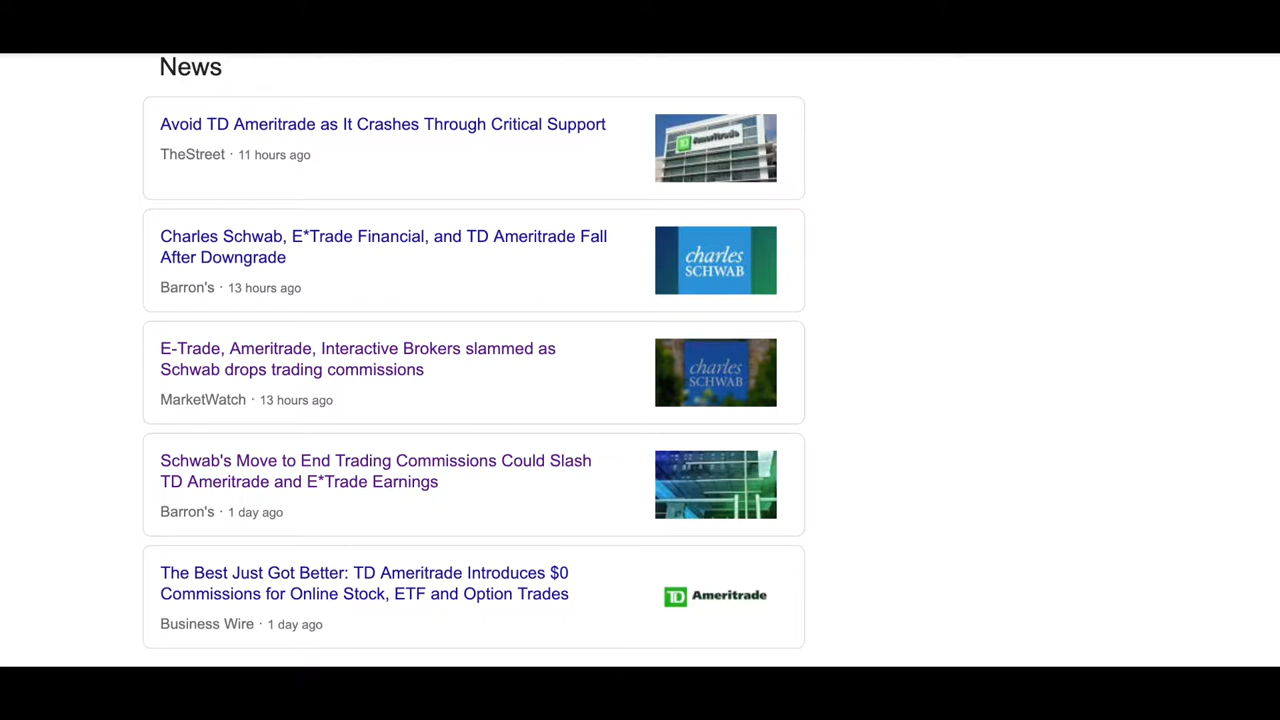 News
Avoid TD Ameritrade as It Crashes Through Critical Support
TheStreet · 11 hours ago
TD Ameritrade
Charles Schwab, E*Trade Financial, and TD Ameritrade Fall
After Downgrade
Barron's · 13 hours ago
charles
SCHWAB
E-Trade, Ameritrade, Interactive Brokers slammed as
Schwab drops trading commissions
MarketWatch · 13 hours ago
charles
SCHWAB
Schwab's Move to End Trading Commissions Could Slash
TD Ameritrade and E*Trade Earnings
Barron's · 1 day ago
The Best Just Got Better: TD Ameritrade Introduces $0
Commissions for Online Stock, ETF and Option Trades
Business Wire · 1 day ago
TD Ameritrade